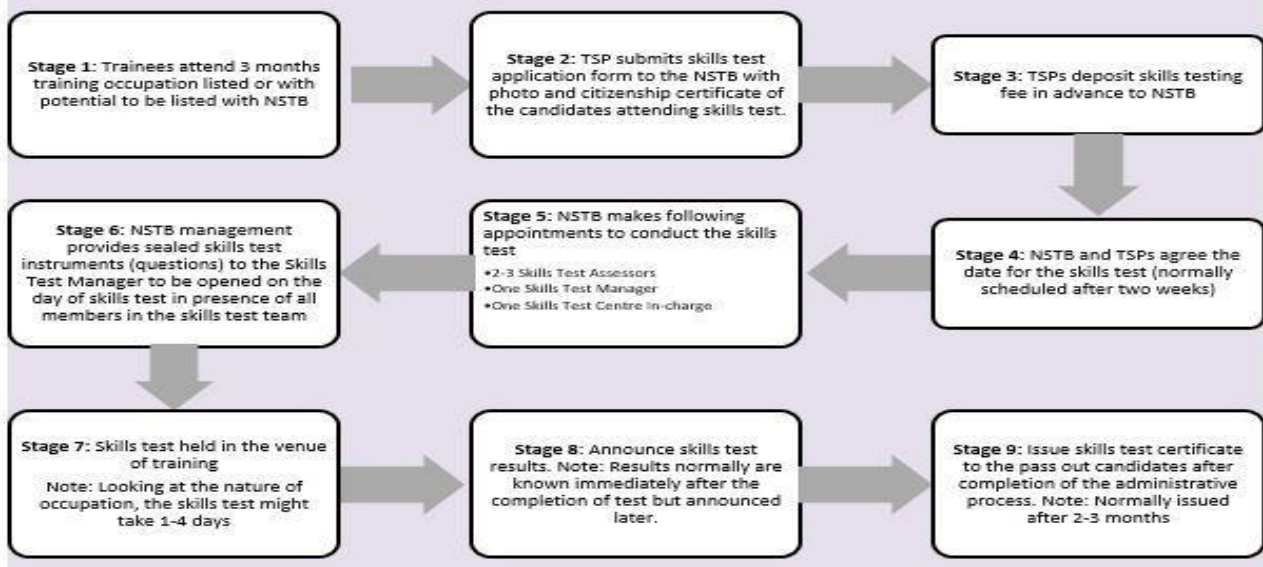 Stage 1: Trainees attend 3 months
training occupation listed or with
potential to be listed with NSTB
Stage 2: TSP submits skills test
application form to the NSTB with
photo and citizenship certificate of
the candidates attending skills test.
Stage 3: TSPs deposit skills testing
fee in advance to NSTB
Stage 4: NSTB and TSPs agree the
date for the skills test (normally
scheduled after two weeks)
Stage 5: NSTB makes following
appointments to conduct the skills
test
•2-3 Skills Test Assessors
•One Skills Test Manager
•One Skills Test Centre In-charge
Stage 6: NSTB management
provides sealed skills test
instruments (questions) to the Skills
Test Manager to be opened on the
day of skills test in presence of all
members in the skills test team
Stage 7: Skills test held in the venue
of training
Note: Looking at the nature of
occupation, the skills test might
take 1-4 days
Stage 8: Announce skills test
results. Note: Results normally are
known immediately after the
completion of test but announced
later.
Stage 9: Issue skills test certificate
to the pass out candidates after
completion of the administrative
process. Note: Normally issued
after 2-3 months